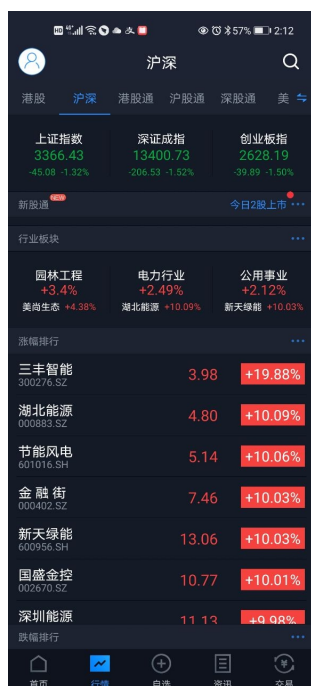 57% 2:12
沪深
港股 沪深 港股通 沪股通 深股通 美
上证指数 深证成指 创业板指
3366.43 13400.73 2628.19
-45.08 -1.32% -206.53 -1.52% -39.89 -1.50%
新股通 NEW 今日2股上市
行业板块
园林工程 电力行业 公用事业
+3.4% +2.49% +2.12%
美尚生态 +4.38% 湖北能源 +10.09% 新天绿能 +10.03%
涨幅排行
三丰智能 3.98 +19.88%
300276.SZ
湖北能源 4.80 +10.09%
000883.SZ
节能风电 5.14 +10.06%
601016.SH
金融街 7.46 +10.03%
000402.SZ
新天绿能 13.06 +10.03%
600956.SH
国盛金控 10.77 +10.01%
002670.SZ
深圳能源 11.13 +9.98%
跌幅排行
首页 行情 自选 资讯 交易